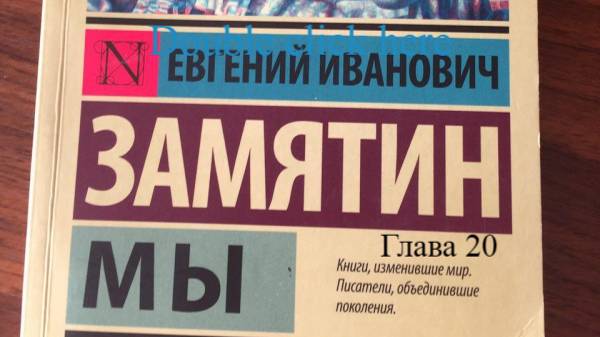 Double click here...
N ЕВГЕНИЙ ИВАНОВИЧ
ЗАМЯТИН
МЫ
Глава 20
Книги, изменившие мир.
Писатели, объединившие
поколения.